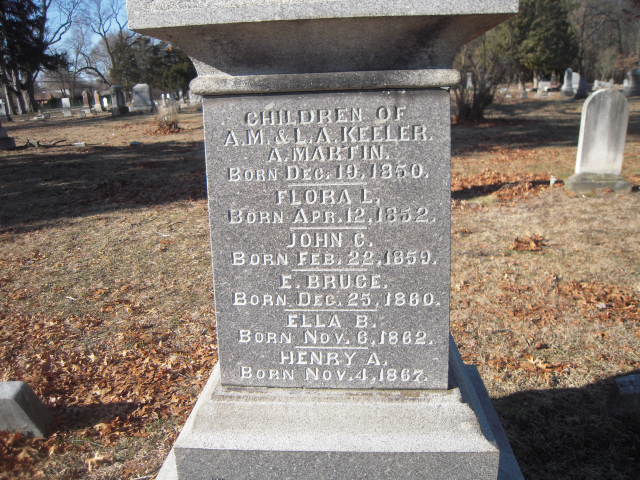 CHILDREN OF
A.M. & L.A. KEELER.
A. MARTIN.
BORN DEC. 19, 1850.
FLORA L.
BORN APR. 12, 1852.
JOHN C.
BORN FEB. 22, 1859.
E. BRUCE.
BORN DEC. 25, 1860.
ELLA B.
BORN NOV. 6, 1862.
HENRY A.
BORN NOV. 4, 1867.